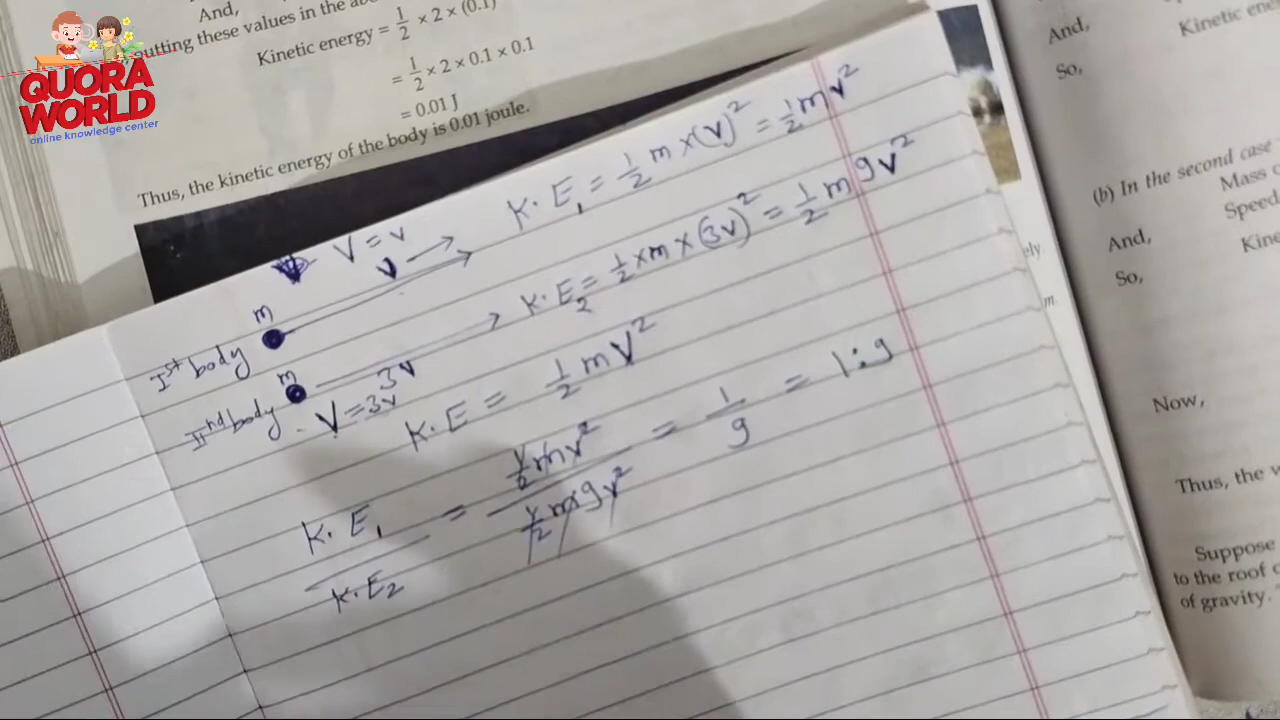 QUORA
WORLD
online knowledge center
And,
putting these values in the
Kinetic energy = 1/2 × 2 × (0.1)
= 1/2 × 2 × 0.1 × 0.1
= 0.01 J
Thus, the kinetic energy of the body is 0.01 joule.
V = v
v
K.E₁ = 1/2 m × (v)² = 1/2 mv²
m
Ist body
K.E₂ = 1/2 × m × (3v)² = 1/2 m 9v²
m
IInd body
3v
V = 3v
K.E = 1/2 mV²
K.E₁/K.E₂ = 1/2 mv² / 1/2 m × 9v² = 1/9 = 1:9
And,
Kinetic
So,
(b) In the second case
Mass
Speed
And,
So,
Now,
Thus, the
Suppose
to the roof
of gravity.